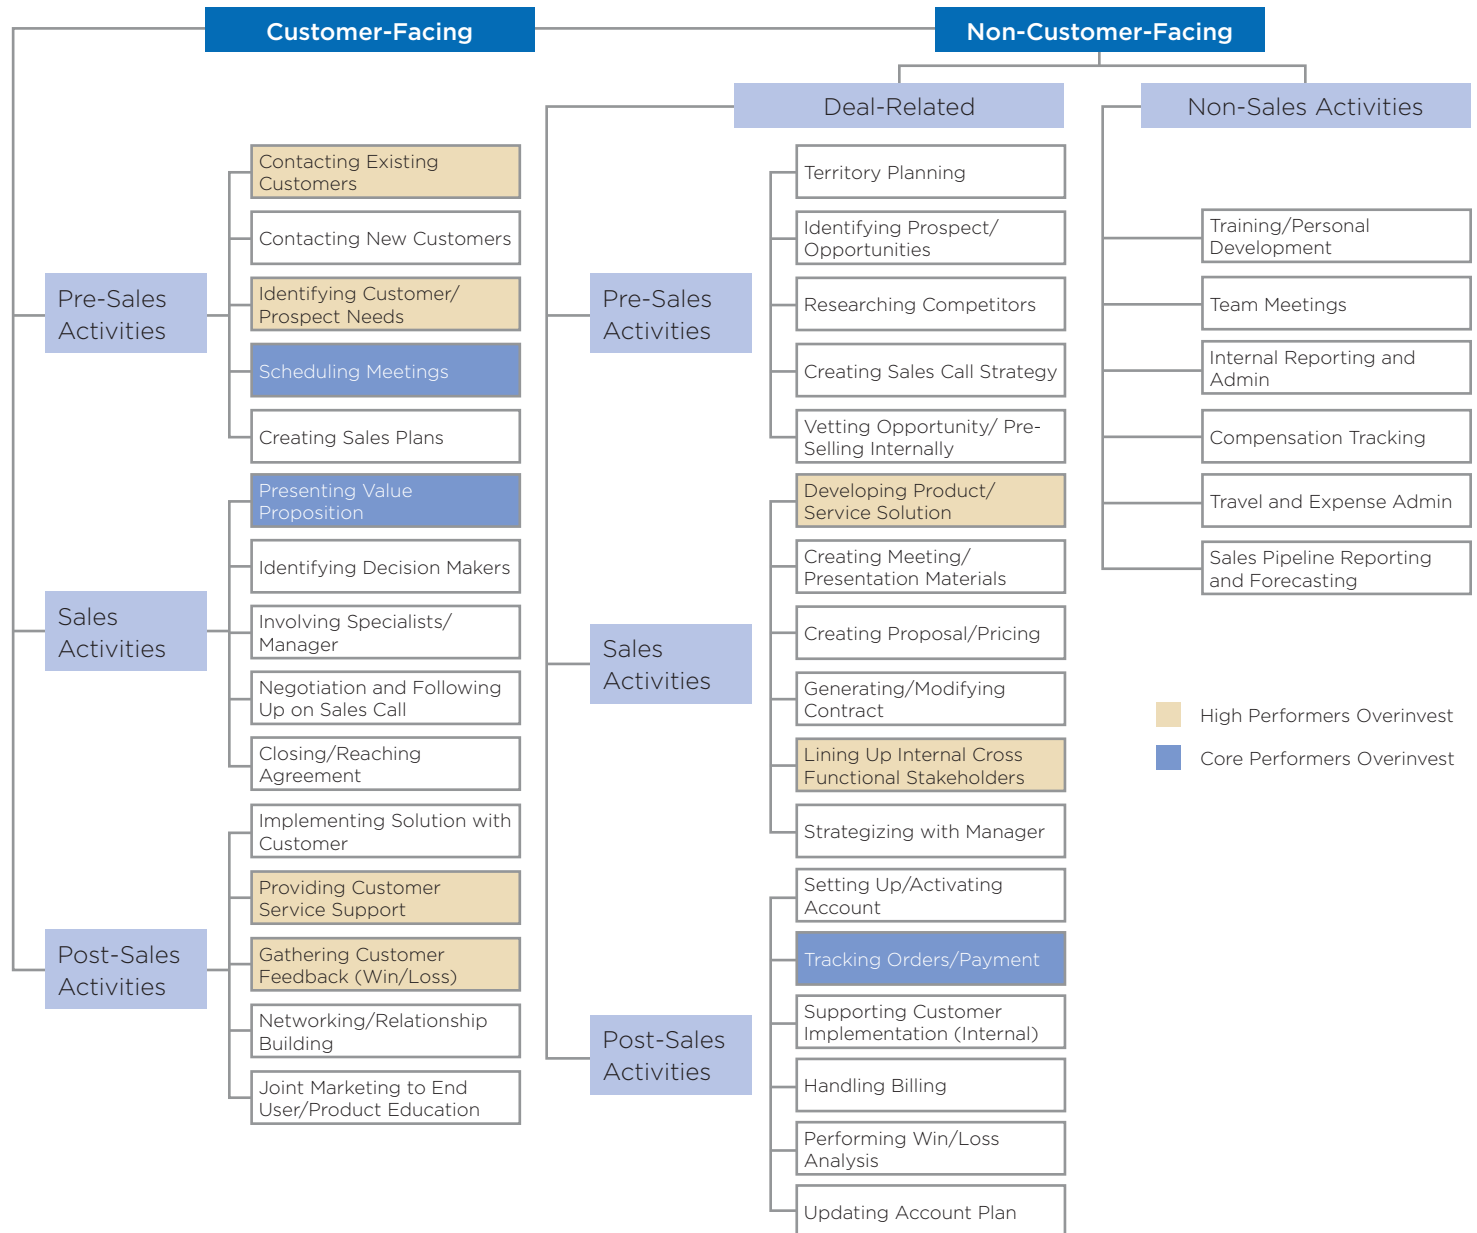 Customer-Facing
Non-Customer-Facing
Deal-Related
Non-Sales Activities
Pre-Sales
Activities
Contacting Existing
Customers
Contacting New Customers
Identifying Customer/
Prospect Needs
Scheduling Meetings
Creating Sales Plans
Sales
Activities
Presenting Value
Proposition
Identifying Decision Makers
Involving Specialists/
Manager
Negotiation and Following
Up on Sales Call
Closing/Reaching
Agreement
Post-Sales
Activities
Implementing Solution with
Customer
Providing Customer
Service Support
Gathering Customer
Feedback (Win/Loss)
Networking/Relationship
Building
Joint Marketing to End
User/Product Education
Pre-Sales
Activities
Territory Planning
Identifying Prospect/
Opportunities
Researching Competitors
Creating Sales Call Strategy
Vetting Opportunity/ Pre-
Selling Internally
Sales
Activities
Developing Product/
Service Solution
Creating Meeting/
Presentation Materials
Creating Proposal/Pricing
Generating/Modifying
Contract
Lining Up Internal Cross
Functional Stakeholders
Strategizing with Manager
Post-Sales
Activities
Setting Up/Activating
Account
Tracking Orders/Payment
Supporting Customer
Implementation (Internal)
Handling Billing
Performing Win/Loss
Analysis
Updating Account Plan
Training/Personal
Development
Team Meetings
Internal Reporting and
Admin
Compensation Tracking
Travel and Expense Admin
Sales Pipeline Reporting
and Forecasting
High Performers Overinvest
Core Performers Overinvest